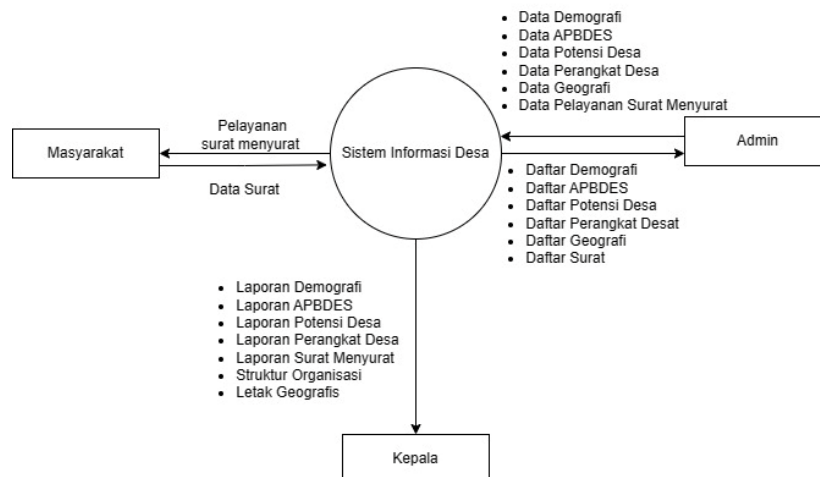 • Data Demografi
• Data APBDES
• Data Potensi Desa
• Data Perangkat Desa
• Data Geografi
• Data Pelayanan Surat Menyurat
Masyarakat
Pelayanan
surat menyurat
Data Surat
Sistem Informasi Desa
Admin
• Daftar Demografi
• Daftar APBDES
• Daftar Potensi Desa
• Daftar Perangkat Desat
• Daftar Geografi
• Daftar Surat
• Laporan Demografi
• Laporan APBDES
• Laporan Potensi Desa
• Laporan Perangkat Desa
• Laporan Surat Menyurat
• Struktur Organisasi
• Letak Geografis
Kepala